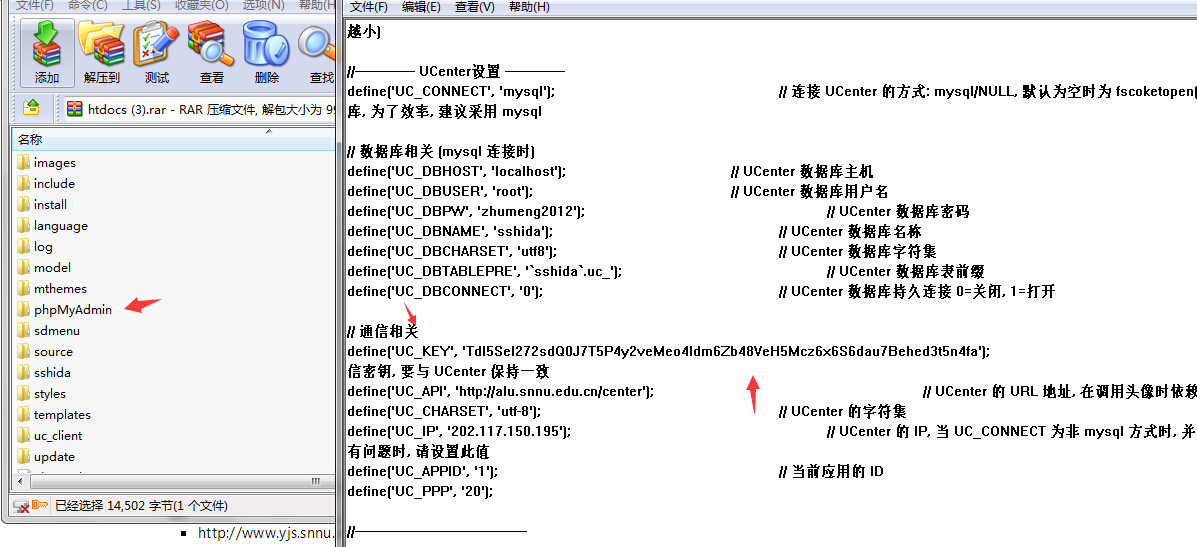 文件(F) 命令(C) 工具(S) 收藏夹(O) 选项(N) 帮助(H)
添加 解压到 测试 查看 删除 查找
htdocs (3).rar - RAR 压缩文件, 解包大小为
名称
images
include
install
language
log
model
mthemes
phpMyAdmin
sdmenu
source
sshida
styles
templates
uc_client
update
已经选择 14,502 字节(1 个文件)
http://www.yjs.snnu.
文件(F) 编辑(E) 查看(V) 帮助(H)
越小)
//---------------- UCenter设置 ----------------
define('UC_CONNECT', 'mysql'); // 连接 UCenter 的方式: mysql/NULL, 默认为空时为 fscoketopen(
库, 为了效率, 建议采用 mysql
// 数据库相关 (mysql 连接时)
define('UC_DBHOST', 'localhost'); // UCenter 数据库主机
define('UC_DBUSER', 'root'); // UCenter 数据库用户名
define('UC_DBPW', 'zhumeng2012'); // UCenter 数据库密码
define('UC_DBNAME', 'sshida'); // UCenter 数据库名称
define('UC_DBCHARSET', 'utf8'); // UCenter 数据库字符集
define('UC_DBTABLEPRE', '`sshida`.uc_'); // UCenter 数据库表前缀
define('UC_DBCONNECT', '0'); // UCenter 数据库持久连接 0=关闭, 1=打开
// 通信相关
define('UC_KEY', 'TdI5SeI272sdQ0J7T5P4y2veMeo4Idm6Zb48VeH5Mcz6x6S6dau7Behed3t5n4fa');
信密钥, 要与 UCenter 保持一致
define('UC_API', 'http://alu.snnu.edu.cn/center'); // UCenter 的 URL 地址, 在调用头像时依赖
define('UC_CHARSET', 'utf-8'); // UCenter 的字符集
define('UC_IP', '202.117.150.195'); // UCenter 的 IP, 当 UC_CONNECT 为非 mysql 方式时, 并
有问题时, 请设置此值
define('UC_APPID', '1'); // 当前应用的 ID
define('UC_PPP', '20');
//------------------------------------------